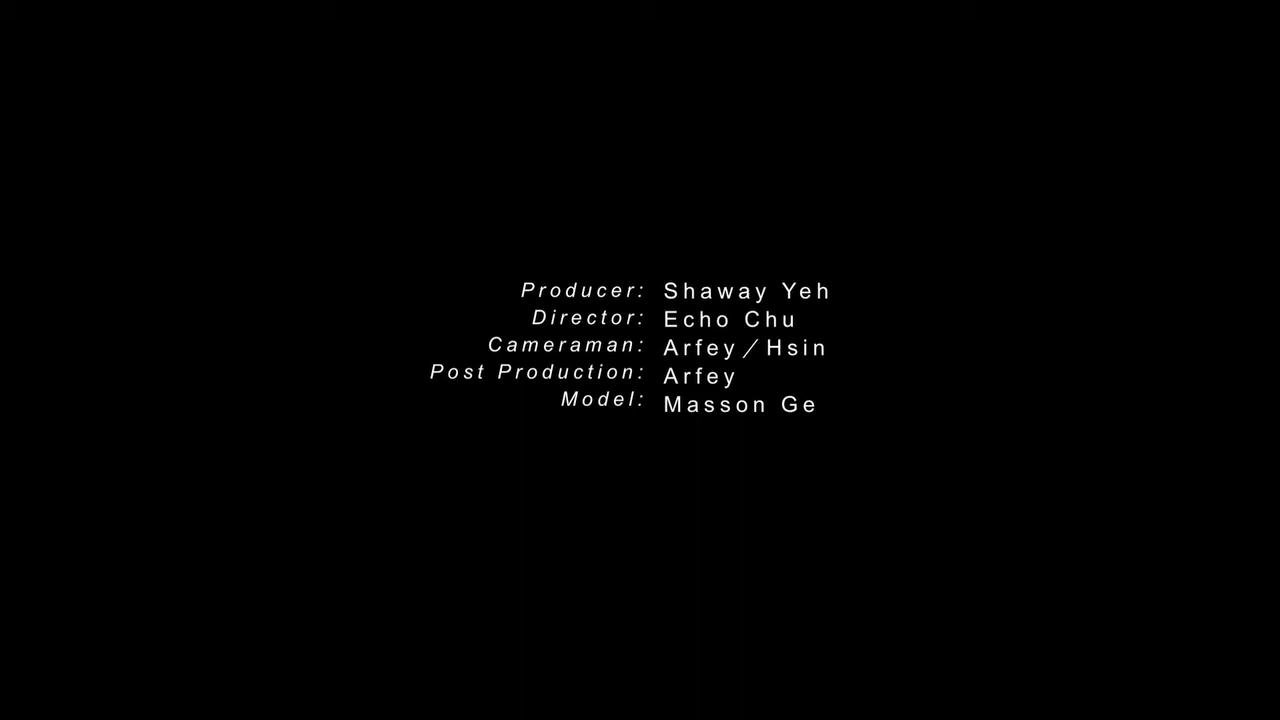 Producer: Shaway Yeh
Director: Echo Chu
Cameraman: Arfey／Hsin
Post Production: Arfey
Model: Masson Ge